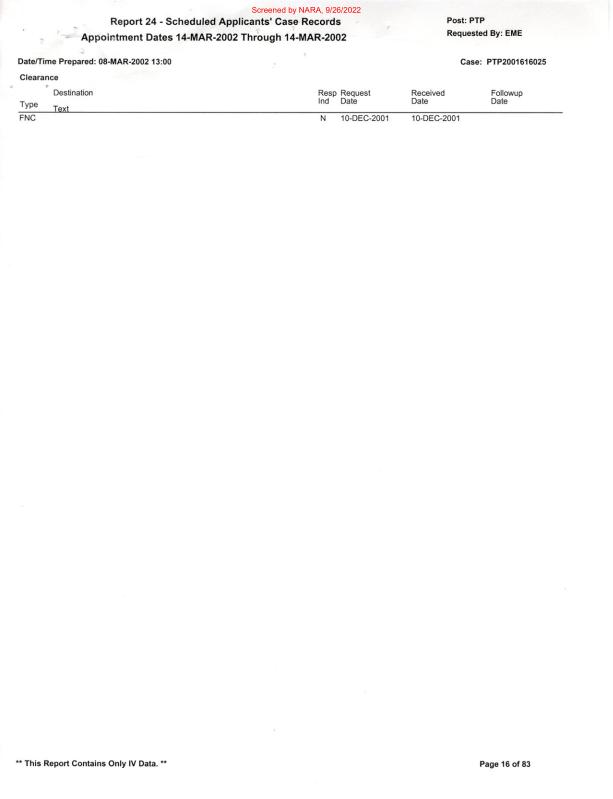 Screened by NARA, 9/26/2022
Report 24 - Scheduled Applicants' Case Records Post: PTP
Appointment Dates 14-MAR-2002 Through 14-MAR-2002 Requested By: EME
Date/Time Prepared: 08-MAR-2002 13:00 Case: PTP2001616025
Clearance
Destination Resp Request Received Followup
Type Ind Date Date Date
Text
FNC N 10-DEC-2001 10-DEC-2001
** This Report Contains Only IV Data. ** Page 16 of 83